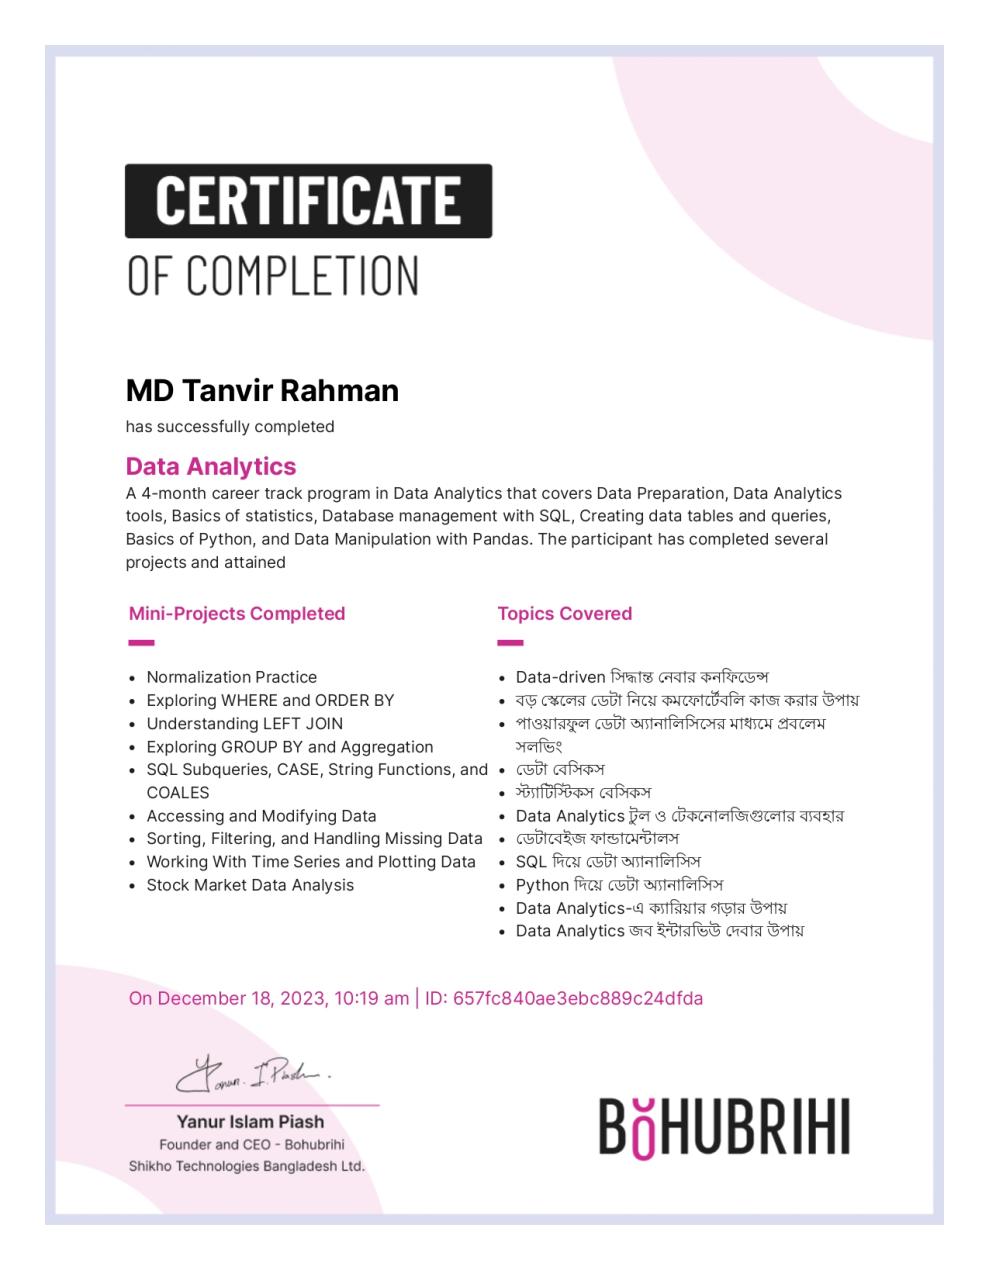 CERTIFICATE
OF COMPLETION
MD Tanvir Rahman
has successfully completed
Data Analytics
A 4-month career track program in Data Analytics that covers Data Preparation, Data Analytics
tools, Basics of statistics, Database management with SQL, Creating data tables and queries,
Basics of Python, and Data Manipulation with Pandas. The participant has completed several
projects and attained
Mini-Projects Completed
• Normalization Practice
• Exploring WHERE and ORDER BY
• Understanding LEFT JOIN
• Exploring GROUP BY and Aggregation
• SQL Subqueries, CASE, String Functions, and
COALES
• Accessing and Modifying Data
• Sorting, Filtering, and Handling Missing Data
• Working With Time Series and Plotting Data
• Stock Market Data Analysis
Topics Covered
• Data-driven সিদ্ধান্ত নেবার কনফিডেন্স
• বড় স্কেলের ডেটা নিয়ে কমফোর্টেবলি কাজ করার উপায়
• পাওয়ারফুল ডেটা অ্যানালিসিসের মাধ্যমে প্রবলেম
সলভিং
• ডেটা বেসিকস
• স্ট্যাটিস্টিকস বেসিকস
• Data Analytics টুল ও টেকনোলজিগুলোর ব্যবহার
• ডেটাবেইজ ফান্ডামেন্টালস
• SQL দিয়ে ডেটা অ্যানালিসিস
• Python দিয়ে ডেটা অ্যানালিসিস
• Data Analytics-এ ক্যারিয়ার গড়ার উপায়
• Data Analytics জব ইন্টারভিউ দেবার উপায়
On December 18, 2023, 10:19 am | ID: 657fc840ae3ebc889c24dfda
Yanur I. Piash.
Yanur Islam Piash
Founder and CEO - Bohubrihi
Shikho Technologies Bangladesh Ltd.
BOHUBRIHI